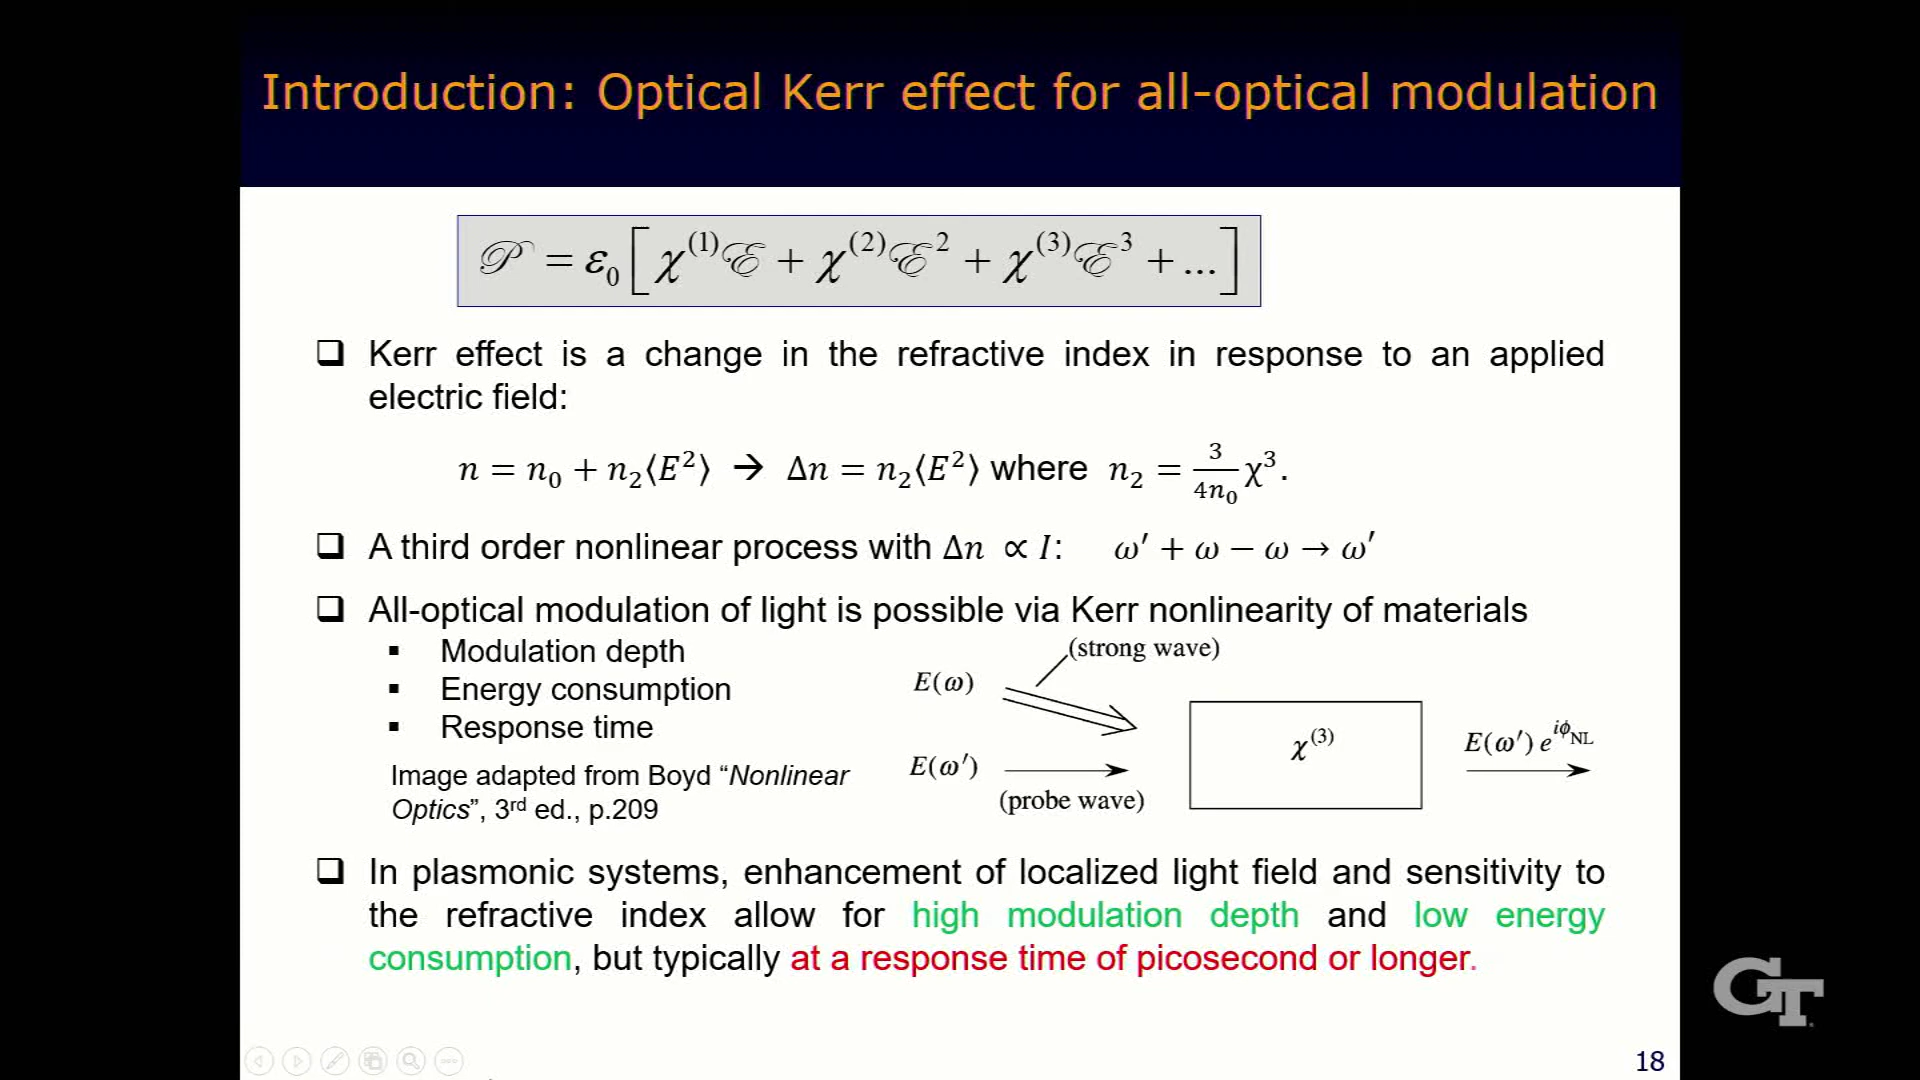 Introduction: Optical Kerr effect for all-optical modulation
𝒫 = ε₀[χ⁽¹⁾ℰ + χ⁽²⁾ℰ² + χ⁽³⁾ℰ³ + ...]
Kerr effect is a change in the refractive index in response to an applied
electric field:
n = n₀ + n₂⟨E²⟩ → Δn = n₂⟨E²⟩ where n₂ = 3/(4n₀) χ³.
A third order nonlinear process with Δn ∝ I: ω′ + ω − ω → ω′
All-optical modulation of light is possible via Kerr nonlinearity of materials
Modulation depth
Energy consumption
Response time
Image adapted from Boyd “Nonlinear
Optics”, 3rd ed., p.209
(strong wave)
E(ω)
E(ω′)
(probe wave)
χ⁽³⁾
E(ω′) e^{iϕ_NL}
In plasmonic systems, enhancement of localized light field and sensitivity to
the refractive index allow for high modulation depth and low energy
consumption, but typically at a response time of picosecond or longer.
GT
18